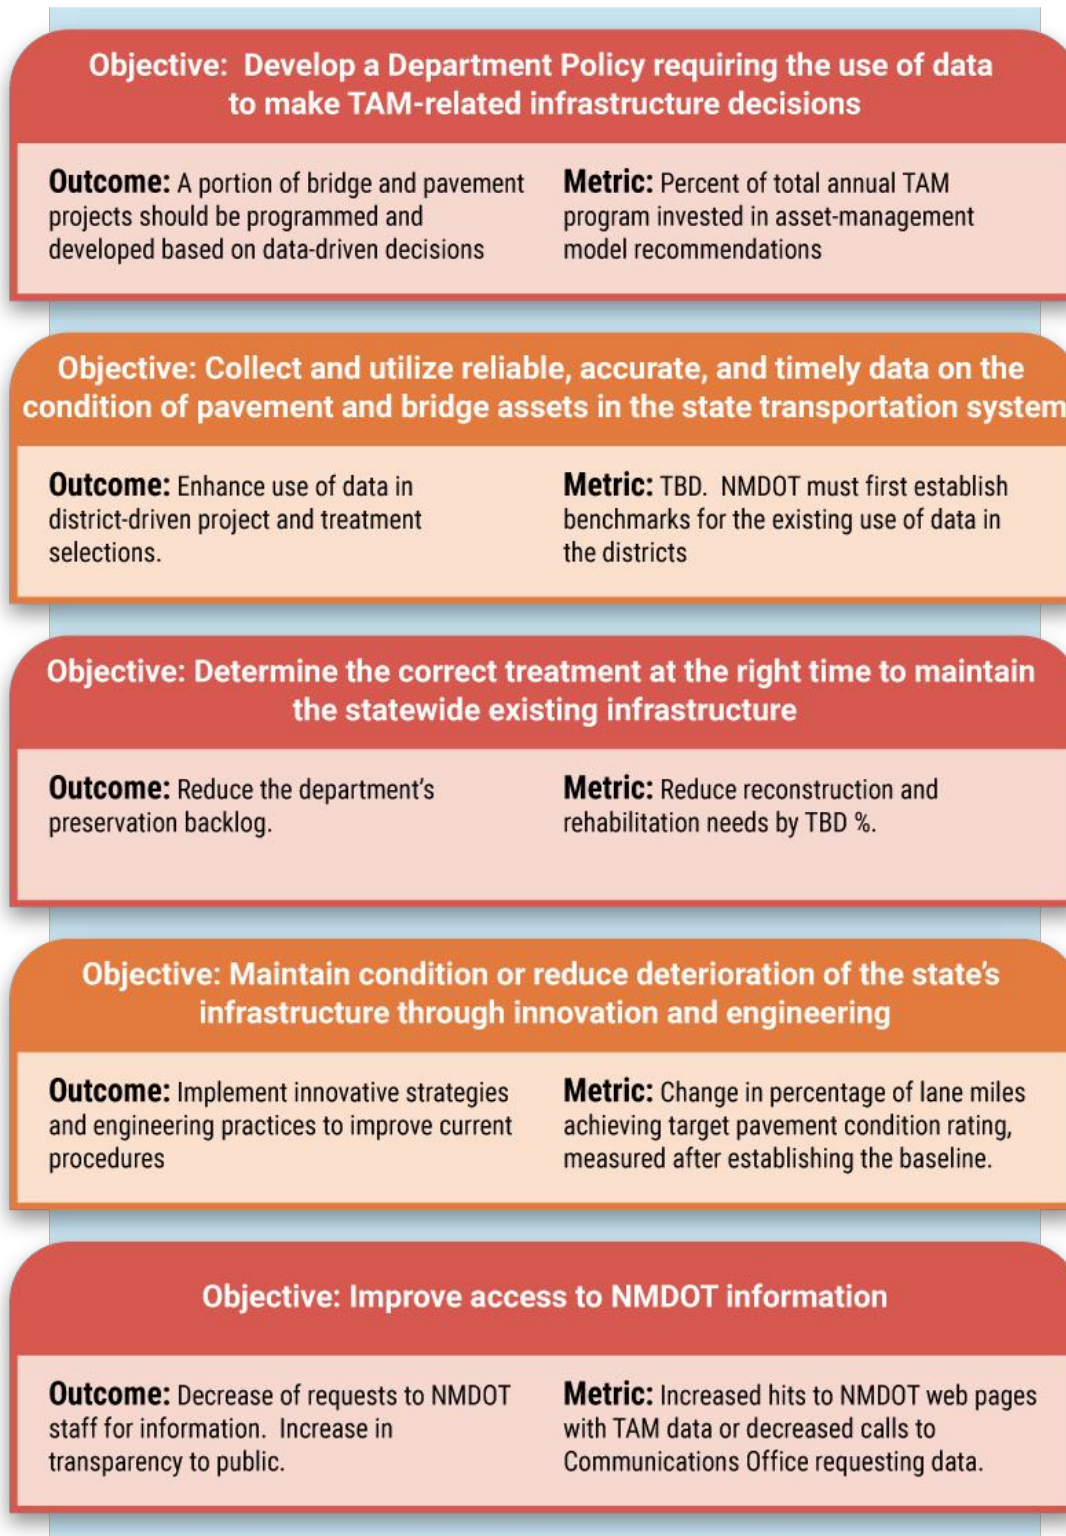 Objective:  Develop a Department Policy requiring the use of data
to make TAM-related infrastructure decisions
Outcome: A portion of bridge and pavement
projects should be programmed and
developed based on data-driven decisions
Metric: Percent of total annual TAM
program invested in asset-management
model recommendations
Objective: Collect and utilize reliable, accurate, and timely data on the
condition of pavement and bridge assets in the state transportation system
Outcome: Enhance use of data in
district-driven project and treatment
selections.
Metric: TBD.  NMDOT must first establish
benchmarks for the existing use of data in
the districts
Objective: Determine the correct treatment at the right time to maintain
the statewide existing infrastructure
Outcome: Reduce the department’s
preservation backlog.
Metric: Reduce reconstruction and
rehabilitation needs by TBD %.
Objective: Maintain condition or reduce deterioration of the state’s
infrastructure through innovation and engineering
Outcome: Implement innovative strategies
and engineering practices to improve current
procedures
Metric: Change in percentage of lane miles
achieving target pavement condition rating,
measured after establishing the baseline.
Objective: Improve access to NMDOT information
Outcome: Decrease of requests to NMDOT
staff for information.  Increase in
transparency to public.
Metric: Increased hits to NMDOT web pages
with TAM data or decreased calls to
Communications Office requesting data.